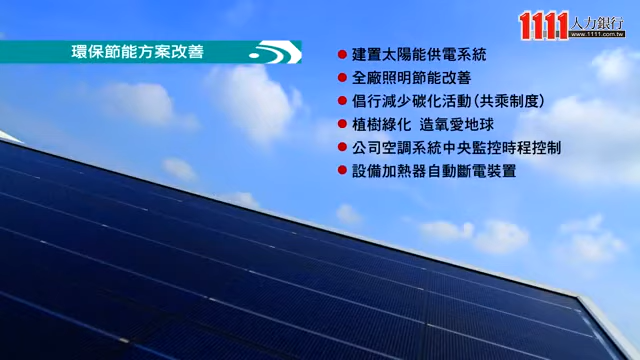 環保節能方案改善
1111人力銀行
www.1111.com.tw
建置太陽能供電系統
全廠照明節能改善
倡行減少碳化活動(共乘制度)
植樹綠化 造氧愛地球
公司空調系統中央監控時程控制
設備加熱器自動斷電裝置